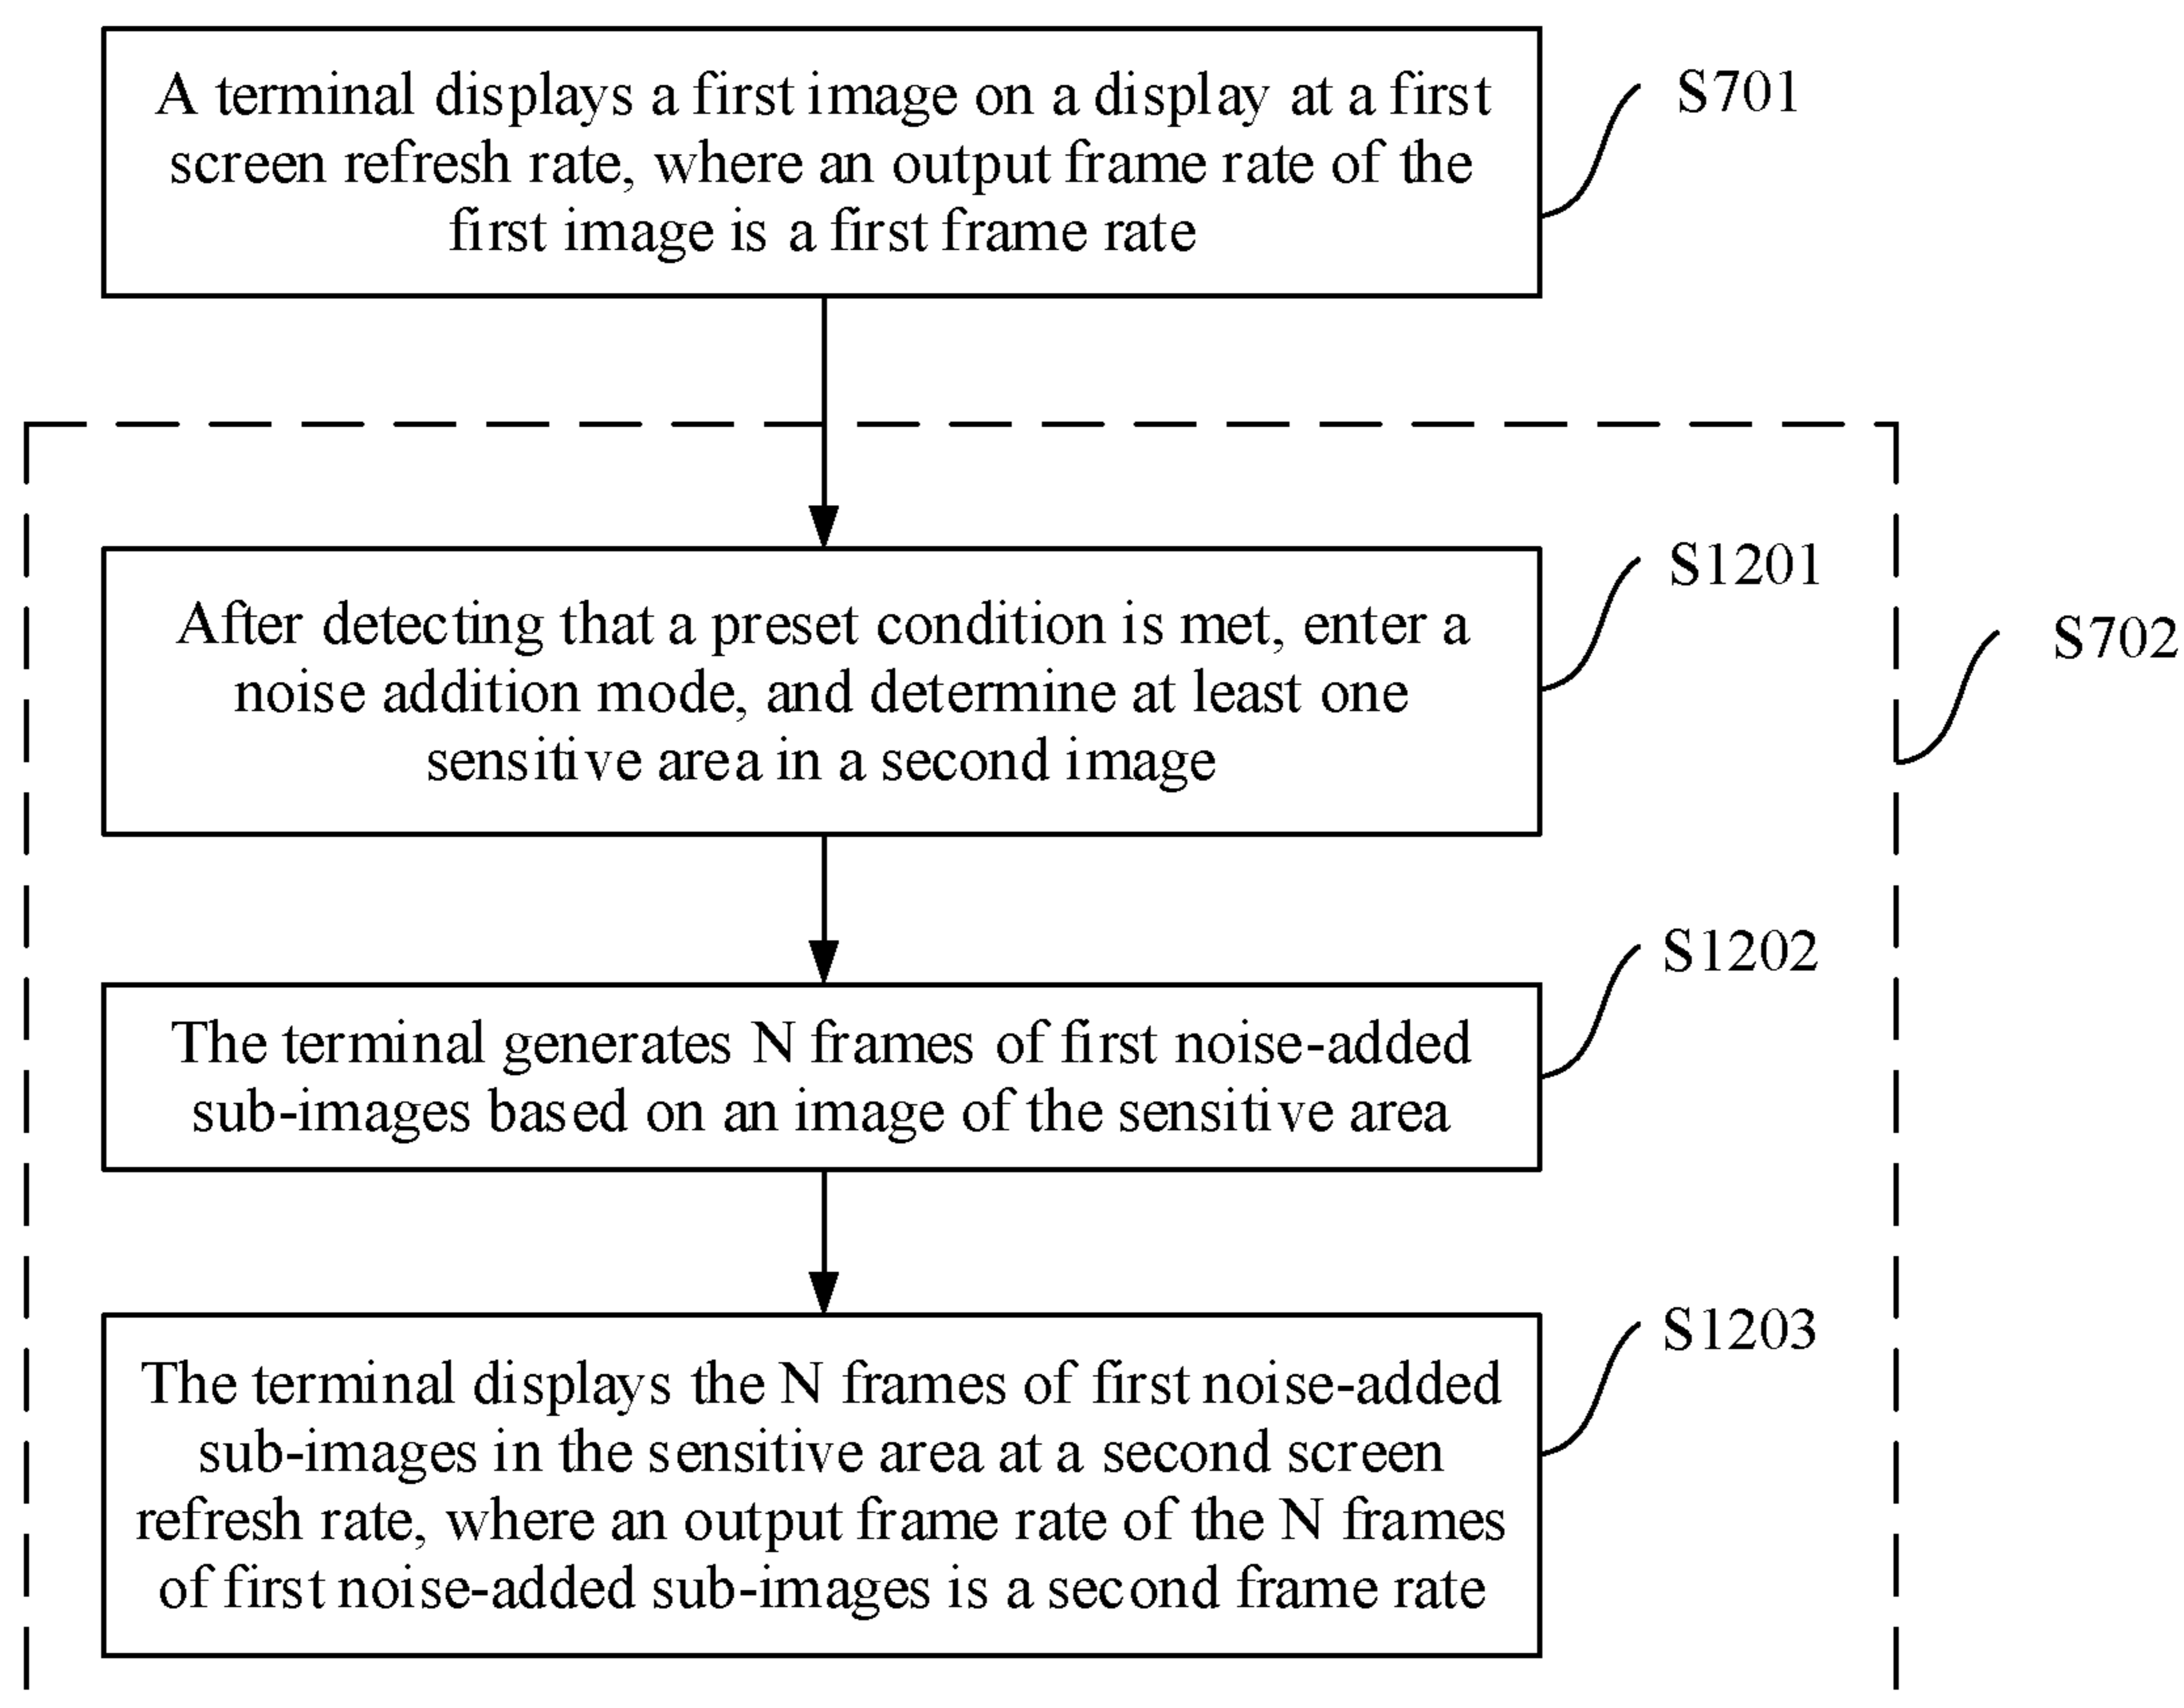 A terminal displays a first image on a display at a first
screen refresh rate, where an output frame rate of the
first image is a first frame rate
S701
After detecting that a preset condition is met, enter a
noise addition mode, and determine at least one
sensitive area in a second image
S1201
S702
The terminal generates N frames of first noise-added
sub-images based on an image of the sensitive area
S1202
The terminal displays the N frames of first noise-added
sub-images in the sensitive area at a second screen
refresh rate, where an output frame rate of the N frames
of first noise-added sub-images is a second frame rate
S1203